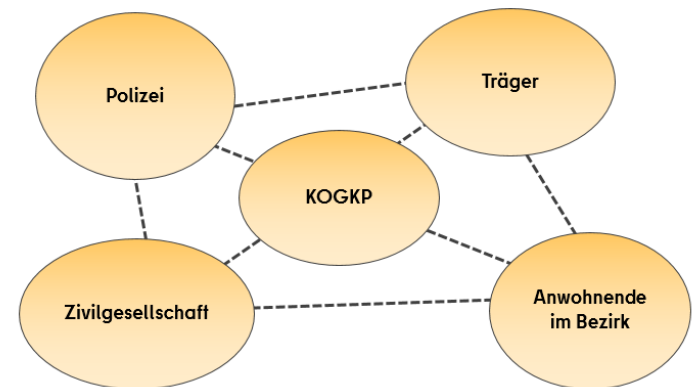 Polizei
Träger
KOGKP
Zivilgesellschaft
Anwohnende
im Bezirk